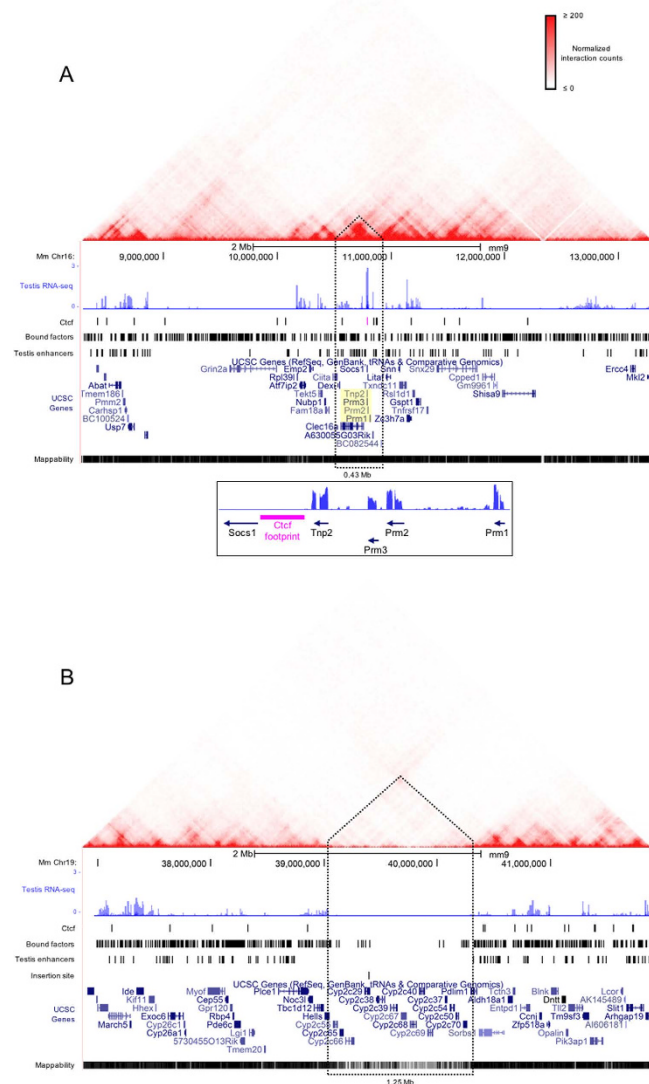 ≥ 200
Normalized
interaction counts
≤ 0
A
2 Mb mm9
Mm Chr16: 9,000,000 10,000,000 11,000,000 12,000,000 13,000,000
3
Testis RNA-seq
0
Ctcf
Bound factors
Testis enhancers
UCSC Genes (RefSeq, GenBank, tRNAs & Comparative Genomics)
Grin2a Emp2 Socs1 Snn Snx29 Ercc4
Rpl39 Ciita Litaf Cpped1 Mkl2
Abat Atf7ip2 Dexi Txndc11 Gm9961
Tmem186 Tekt5 Tnp2 Rsl1d1 Shisa9
UCSC
Genes
Pmm2 Nubp1 Prm3 Gspt1
Carhsp1 Fam18a Prm2 Tnfrsf17
BC100524 Prm1 Zc3h7a
Usp7 Clec16a
A630055G03Rik
BC082544
Mappability
0.43 Mb
Socs1 Ctcf
footprint Tnp2 Prm2 Prm1
Prm3
B
2 Mb mm9
Mm Chr19: 38,000,000 39,000,000 40,000,000 41,000,000
3
Testis RNA-seq
0
Ctcf
Bound factors
Testis enhancers
Insertion site
UCSC Genes (RefSeq, GenBank, tRNAs & Comparative Genomics)
Ide Myof Plce1 Cyp2c29 Cyp2c40 Pdlim1 Tctn3 Blnk Lcor
Kif11 Cep55 Noc3l Cyp2c38 Cyp2c37 Aldh18a1 Dntt AK145489
Hhex Gpr120 Tbc1d12 Cyp2c39 Cyp2c54 Entpd1 Tll2 Slit1
UCSC
Genes
Exoc6 Rbp4 Hells Cyp2c67 Cyp2c50 Ccnj Tm9sf3 Arhgap19
March5 Cyp26c1 Pde6c Cyp2c55 Cyp2c68 Cyp2c70 Zfp518a AI606181
Cyp26a1 Lgi1 Cyp2c65 Cyp2c69 Sorbs1 Opalin
5730455O13Rik Cyp2c66 Pik3ap1
Tmem20
Mappability
1.25 Mb